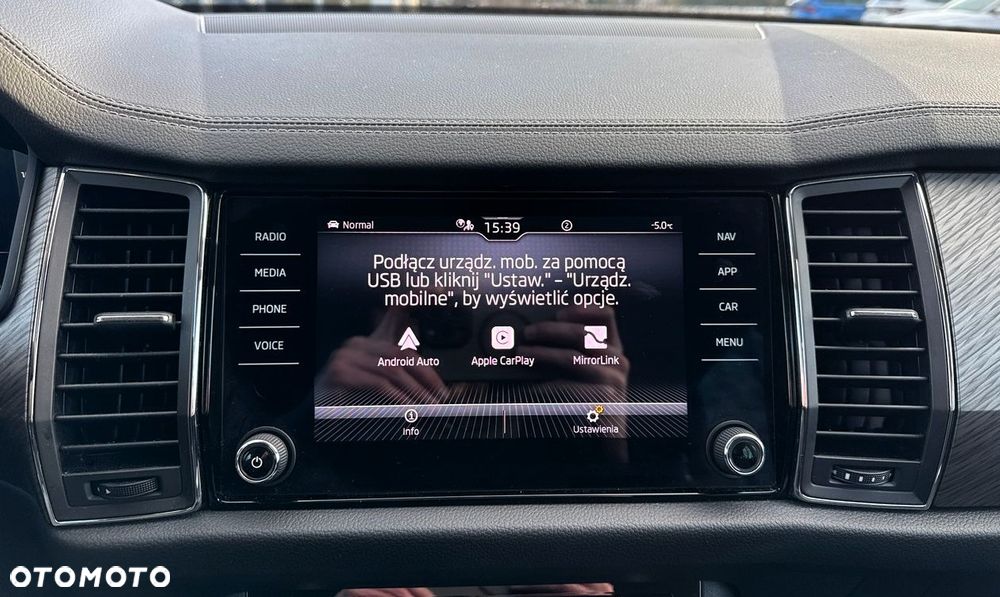 Normal 15:39 2 -5.0°C
RADIO
MEDIA
PHONE
VOICE
Podłącz urządz. mob. za pomocą
USB lub kliknij "Ustaw." - "Urządz.
mobilne", by wyświetlić opcje.
Android Auto Apple CarPlay MirrorLink
Info Ustawienia
NAV
APP
CAR
MENU
OTOMOTO